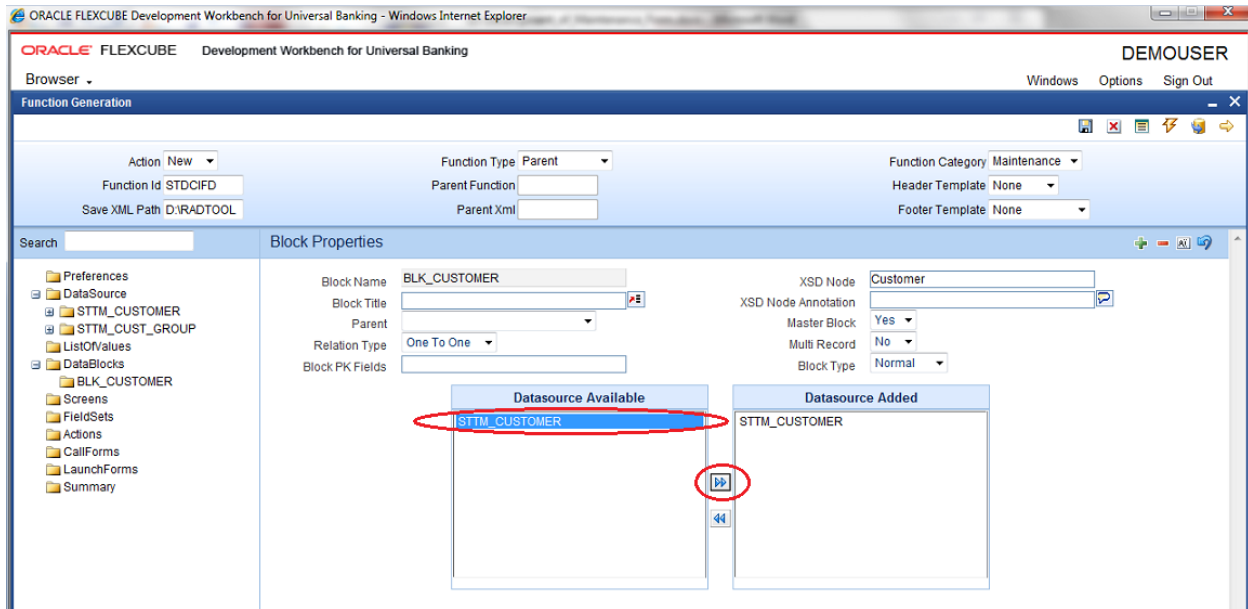 ORACLE FLEXCUBE Development Workbench for Universal Banking - Windows Internet Explorer
ORACLE FLEXCUBE Development Workbench for Universal Banking
DEMOUSER
Browser
Windows Options Sign Out
Function Generation
Action New Function Type Parent Function Category Maintenance
Function Id STDCIFD Parent Function Header Template None
Save XML Path D:\RADTOOL Parent Xml Footer Template None
Search
Preferences
DataSource
STTM_CUSTOMER
STTM_CUST_GROUP
ListOfValues
DataBlocks
BLK_CUSTOMER
Screens
FieldSets
Actions
CallForms
LaunchForms
Summary
Block Properties
Block Name BLK_CUSTOMER XSD Node Customer
Block Title XSD Node Annotation
Parent Master Block Yes
Relation Type One To One Multi Record No
Block PK Fields Block Type Normal
Datasource Available Datasource Added
STTM_CUSTOMER STTM_CUSTOMER